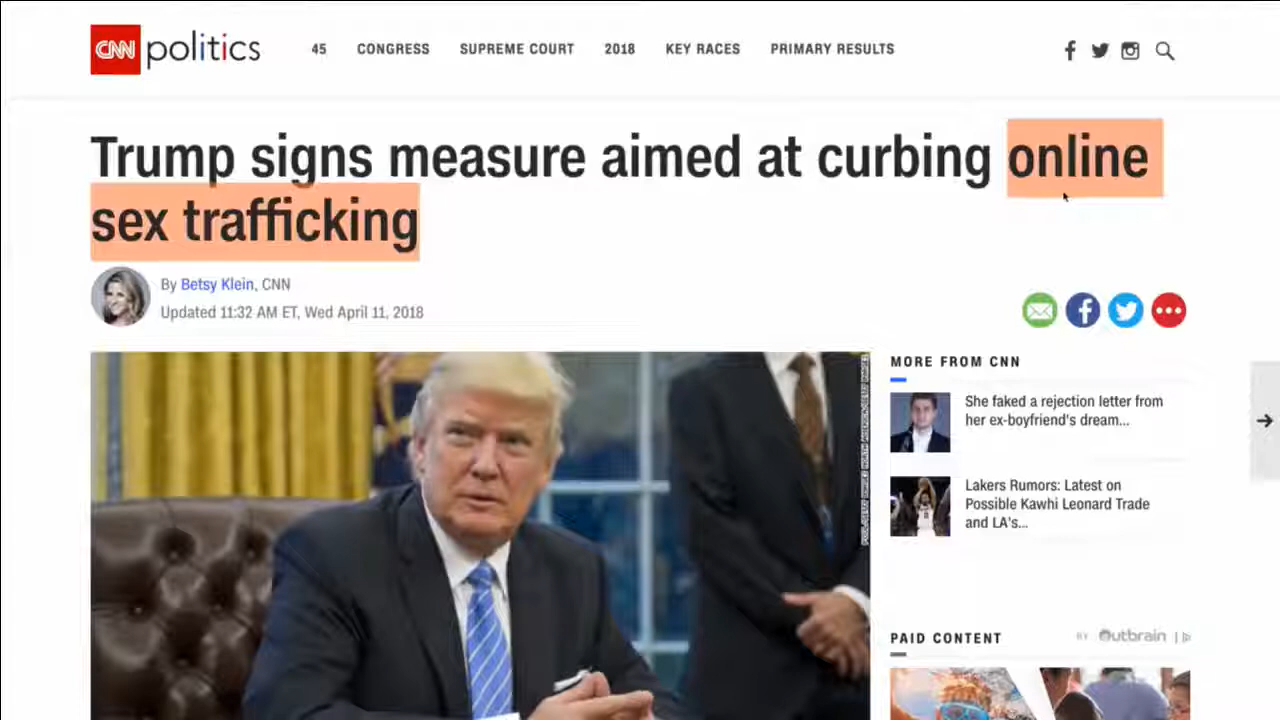 CNN politics 45 CONGRESS SUPREME COURT 2018 KEY RACES PRIMARY RESULTS
Trump signs measure aimed at curbing online
sex trafficking
By Betsy Klein, CNN
Updated 11:32 AM ET, Wed April 11, 2018
MORE FROM CNN
She faked a rejection letter from
her ex-boyfriend's dream...
Lakers Rumors: Latest on
Possible Kawhi Leonard Trade
and LA's...
PAID CONTENT
BY Outbrain